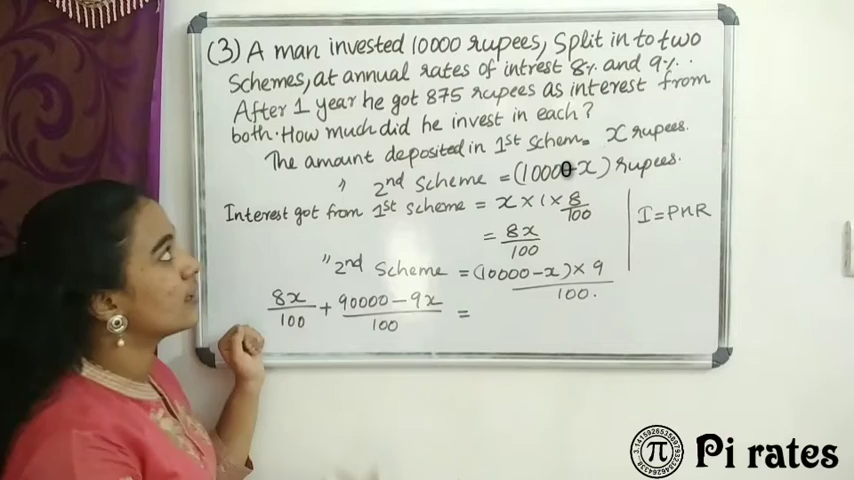 (3) A man invested 10000 rupees, Split in to two
Schemes, at annual rates of intrest 8% and 9%.
After 1 year he got 875 rupees as interest from
both. How much did he invest in each?
The amount deposited in 1st schem = x rupees.
" 2nd scheme = (10000-x) rupees.
Interest got from 1st scheme = x × 1 × 8/100
I = PNR
= 8x/100
" 2nd scheme = (10000-x) × 9/100.
8x/100 + 90000-9x/100 =
3.14159265358979323846
π
Pi rates